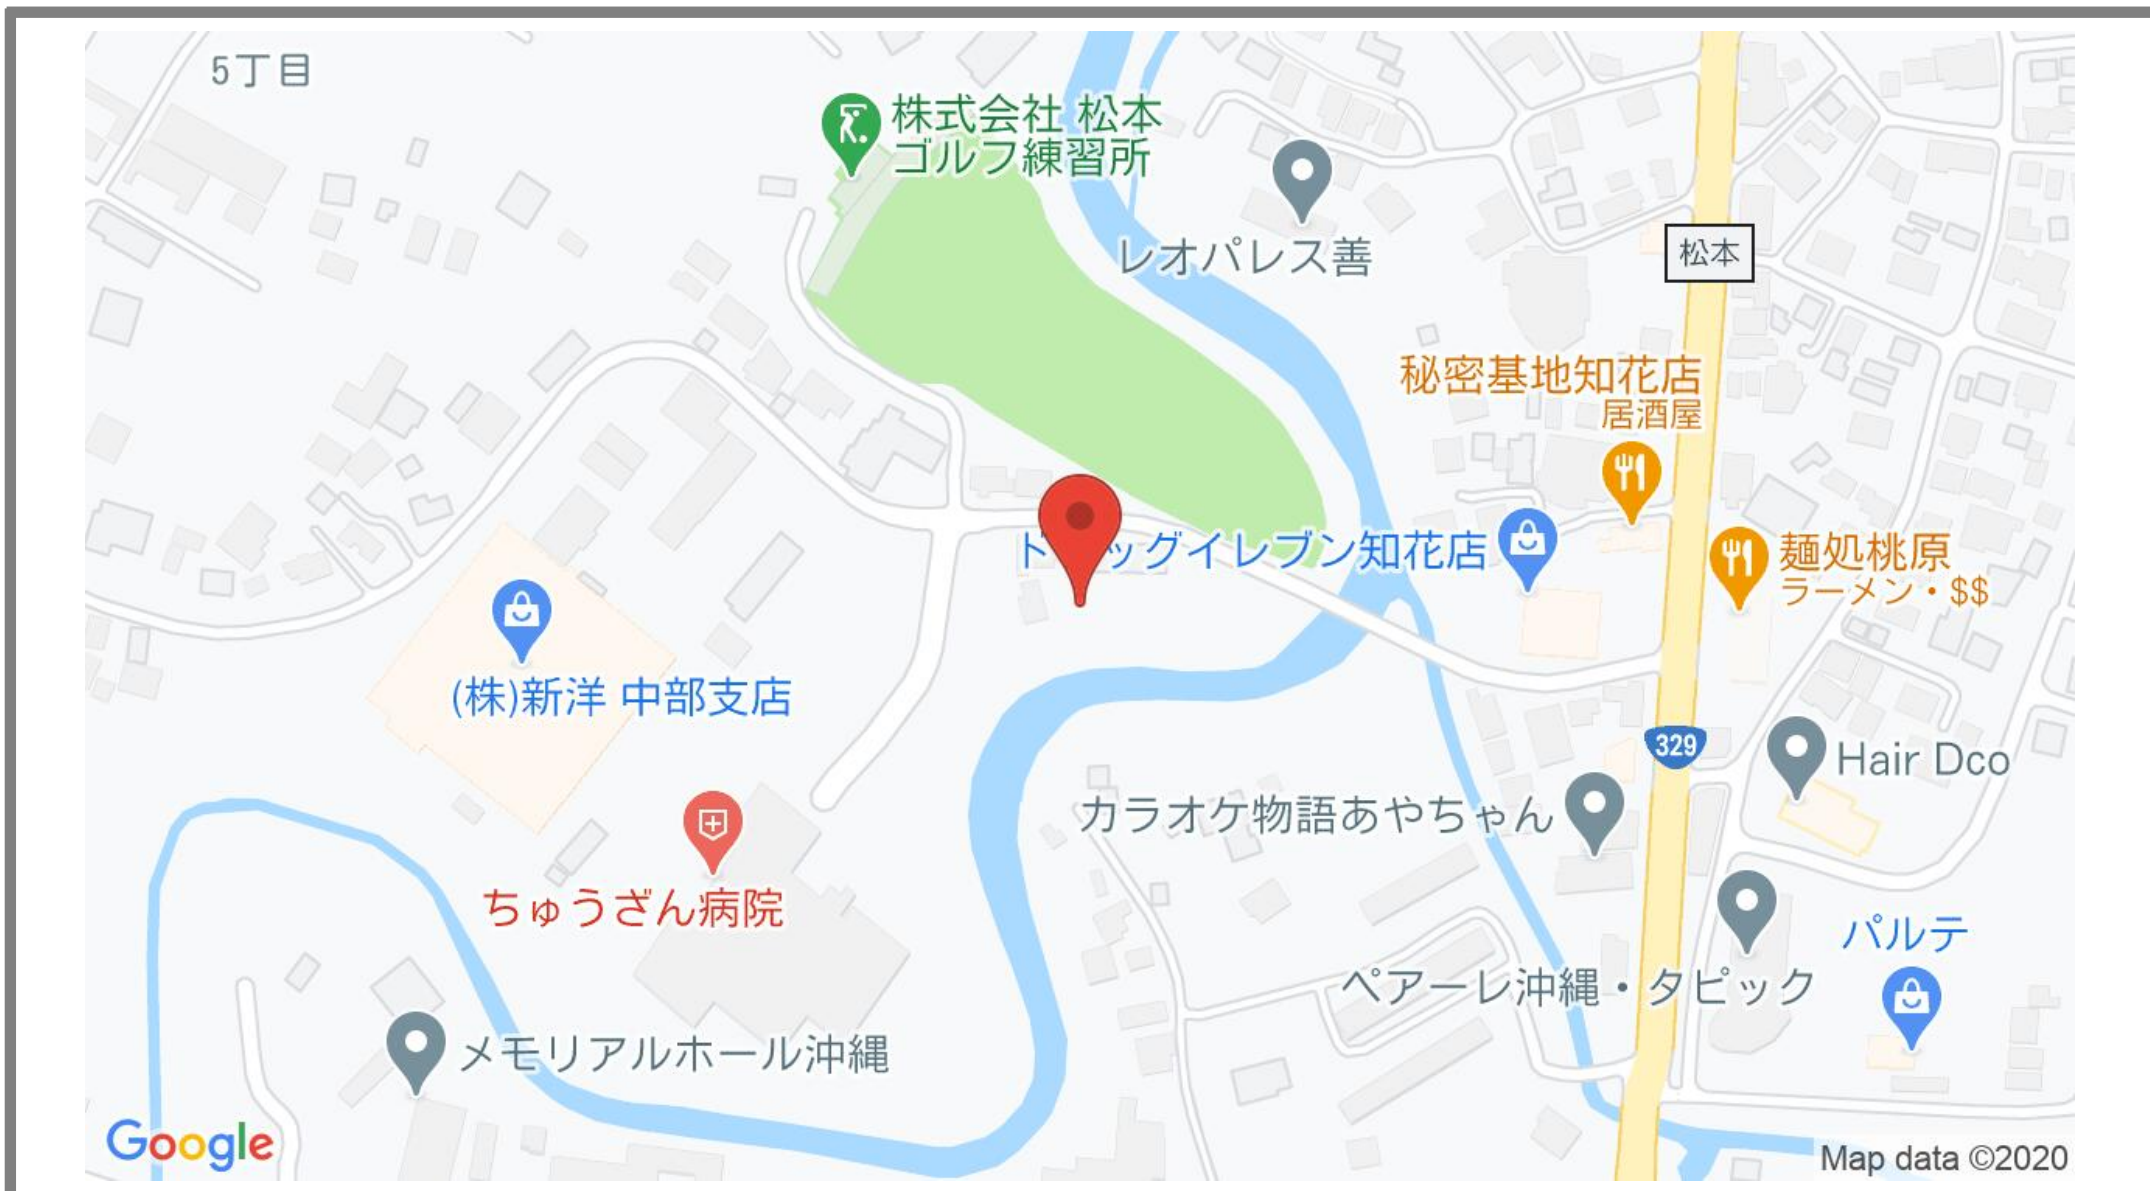 5丁目
株式会社 松本
ゴルフ練習所
レオパレス善
松本
秘密基地知花店
居酒屋
ッグイレブン知花店
麺処桃原
ラーメン・$$
(株)新洋 中部支店
329
Hair Dco
カラオケ物語あやちゃん
ちゅうざん病院
パルテ
ペアーレ沖縄・タピック
メモリアルホール沖縄
Google
Map data ©2020